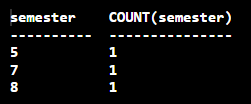 semester    COUNT(semester)
----------  ---------------
5           1
7           1
8           1